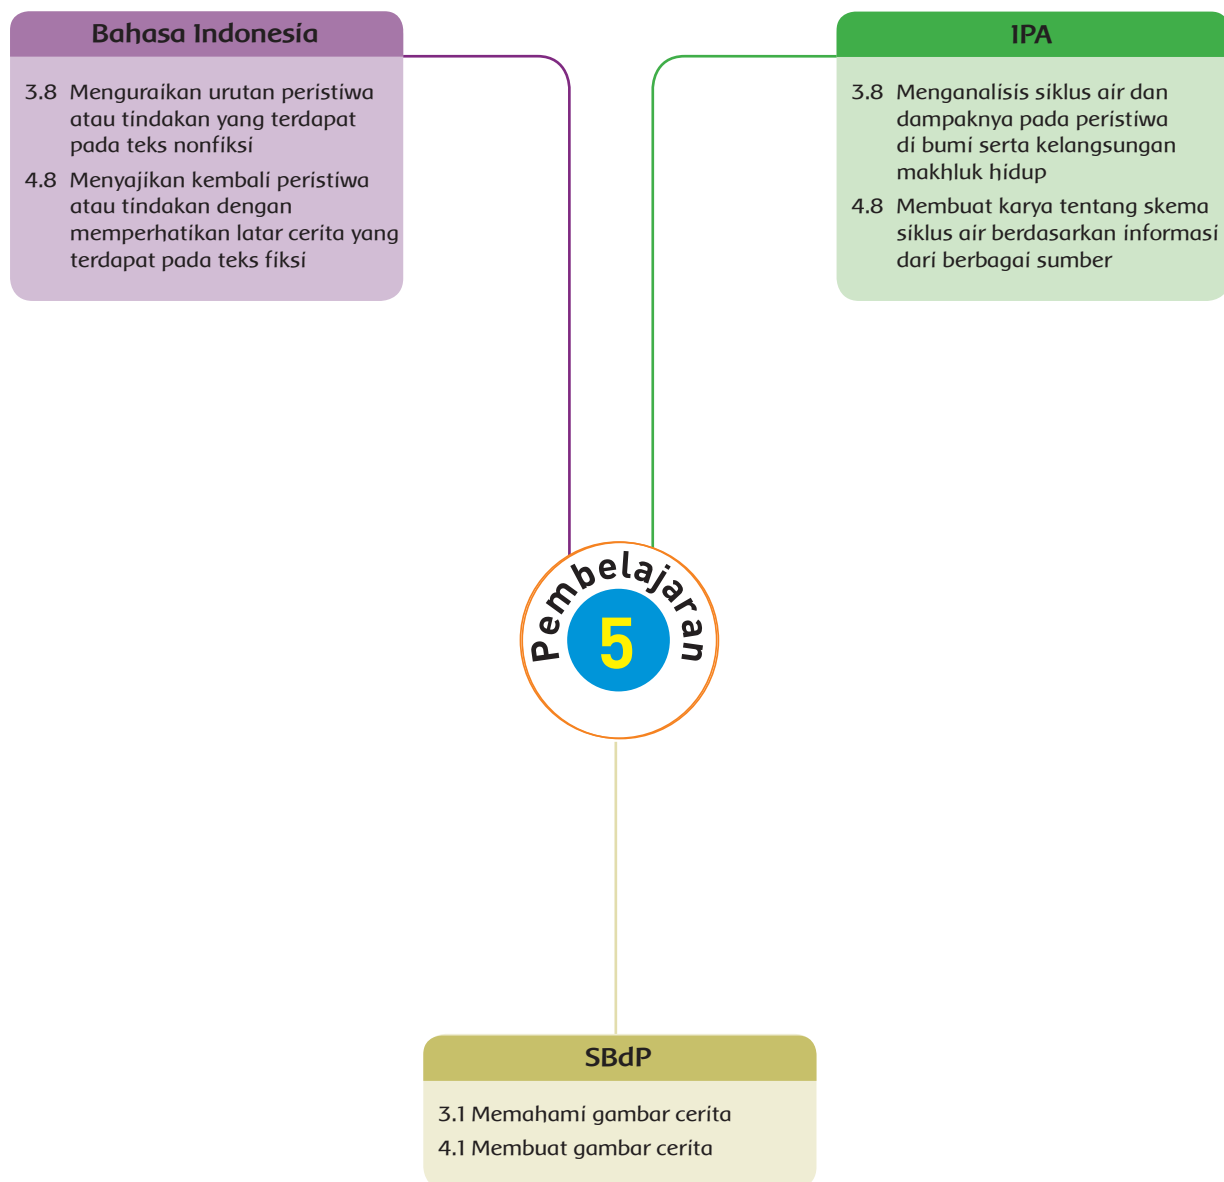 Bahasa Indonesia
3.8 Menguraikan urutan peristiwa
atau tindakan yang terdapat
pada teks nonfiksi
4.8 Menyajikan kembali peristiwa
atau tindakan dengan
memperhatikan latar cerita yang
terdapat pada teks fiksi
IPA
3.8 Menganalisis siklus air dan
dampaknya pada peristiwa
di bumi serta kelangsungan
makhluk hidup
4.8 Membuat karya tentang skema
siklus air berdasarkan informasi
dari berbagai sumber
Pembelajaran
5
SBdP
3.1 Memahami gambar cerita
4.1 Membuat gambar cerita